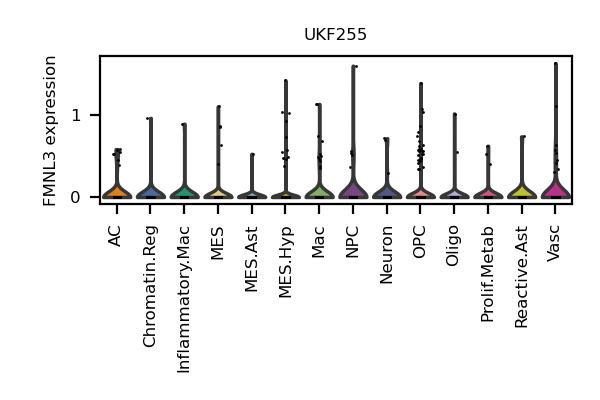 UKF255
FMNL3 expression
1
0
AC
Chromatin.Reg
Inflammatory.Mac
MES
MES.Ast
MES.Hyp
Mac
NPC
Neuron
OPC
Oligo
Prolif.Metab
Reactive.Ast
Vasc